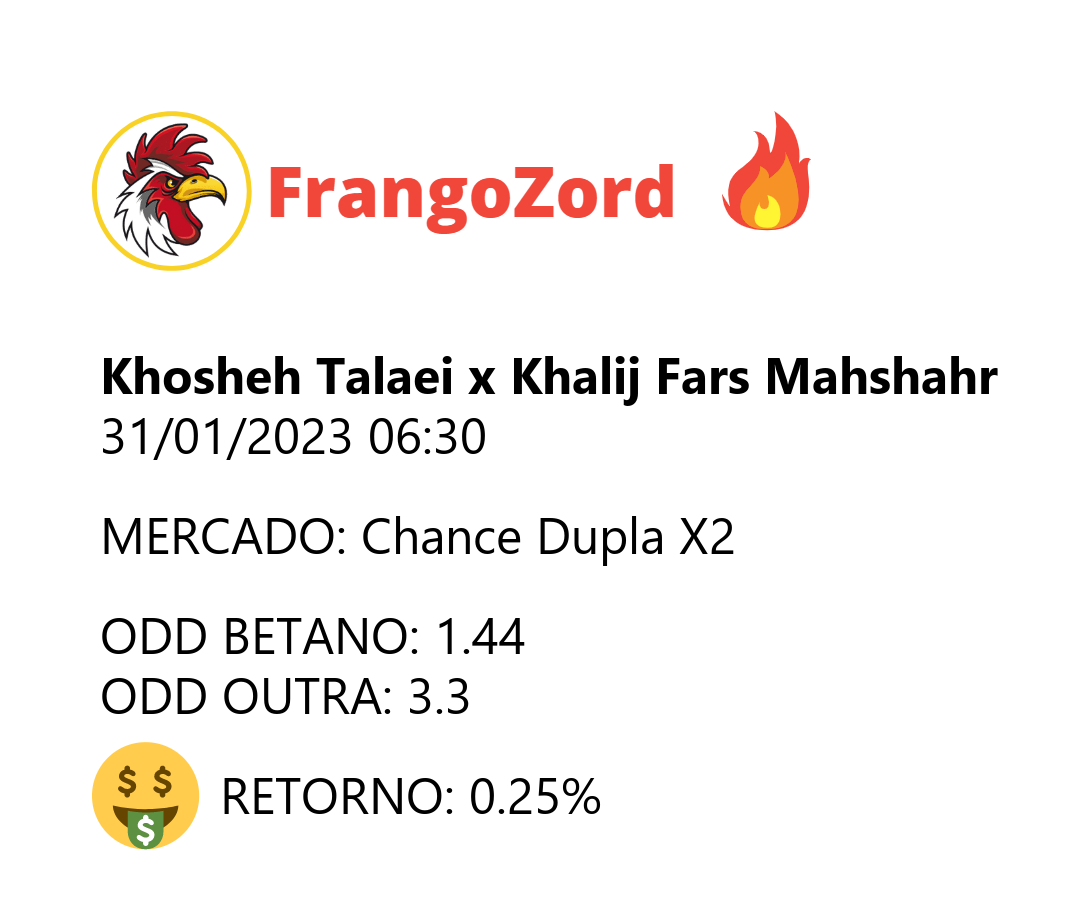 FrangoZord
Khosheh Talaei x Khalij Fars Mahshahr
31/01/2023 06:30
MERCADO: Chance Dupla X2
ODD BETANO: 1.44
ODD OUTRA: 3.3
RETORNO: 0.25%